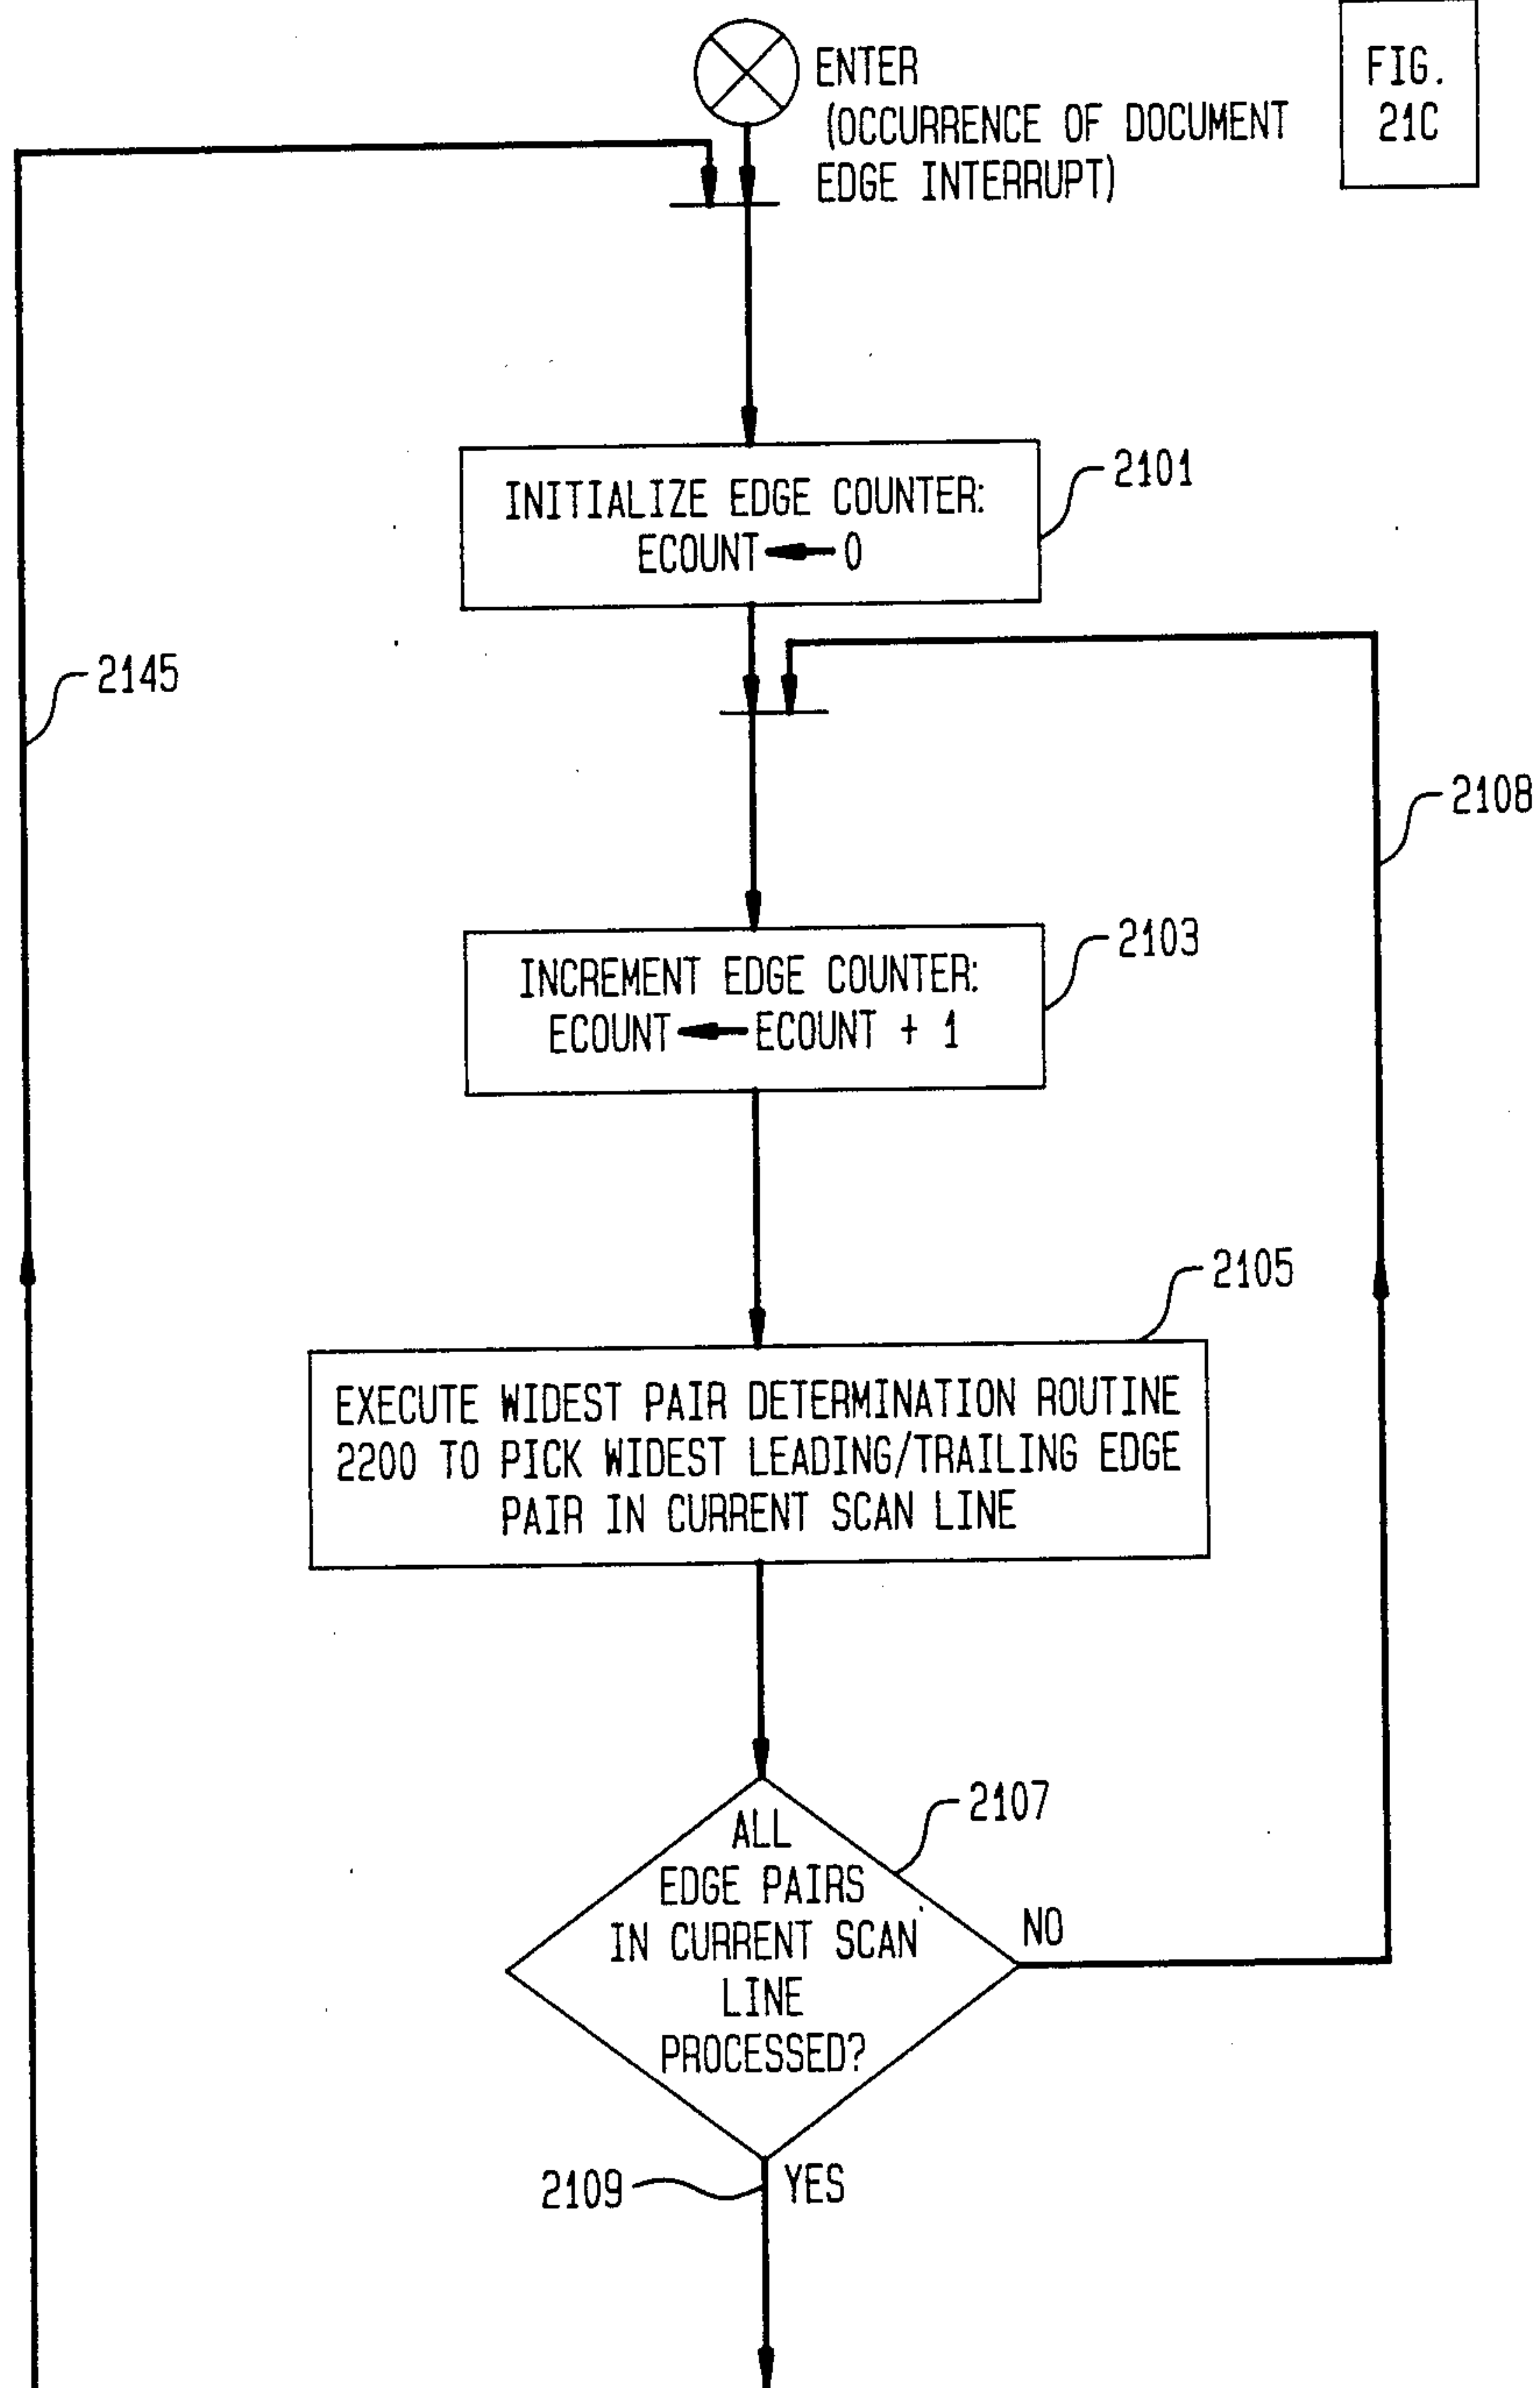 ENTER
(OCCURRENCE OF DOCUMENT
EDGE INTERRUPT)
FIG.
21C
INITIALIZE EDGE COUNTER:
ECOUNT ← 0
2101
2145
2108
INCREMENT EDGE COUNTER:
ECOUNT ← ECOUNT + 1
2103
2105
EXECUTE WIDEST PAIR DETERMINATION ROUTINE
2200 TO PICK WIDEST LEADING/TRAILING EDGE
PAIR IN CURRENT SCAN LINE
2107
ALL
EDGE PAIRS
IN CURRENT SCAN
LINE
PROCESSED?
NO
2109
YES